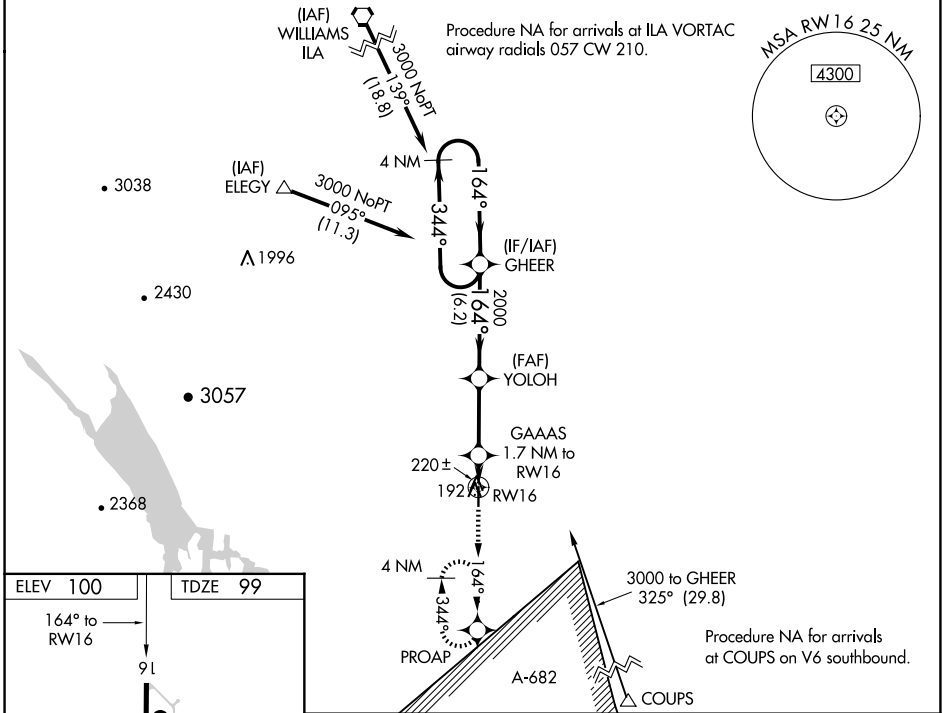 (IAF)
WILLIAMS
ILA
Procedure NA for arrivals at ILA VORTAC
airway radials 057 CW 210.
MSA RW16 25 NM
4300
3000 NoPT
139°
(18.8)
4 NM
164°
344°
(IAF)
ELEGY
3000 NoPT
095°
(11.3)
3038
1996
2430
3057
2368
(IF/IAF)
GHEER
2000
164°
(6.2)
(FAF)
YOLOH
GAAAS
1.7 NM to
RW16
220±
192
RW16
4 NM
164°
344°
PROAP
A-682
3000 to GHEER
325° (29.8)
Procedure NA for arrivals
at COUPS on V6 southbound.
COUPS
ELEV 100
TDZE 99
164° to
RW16
16